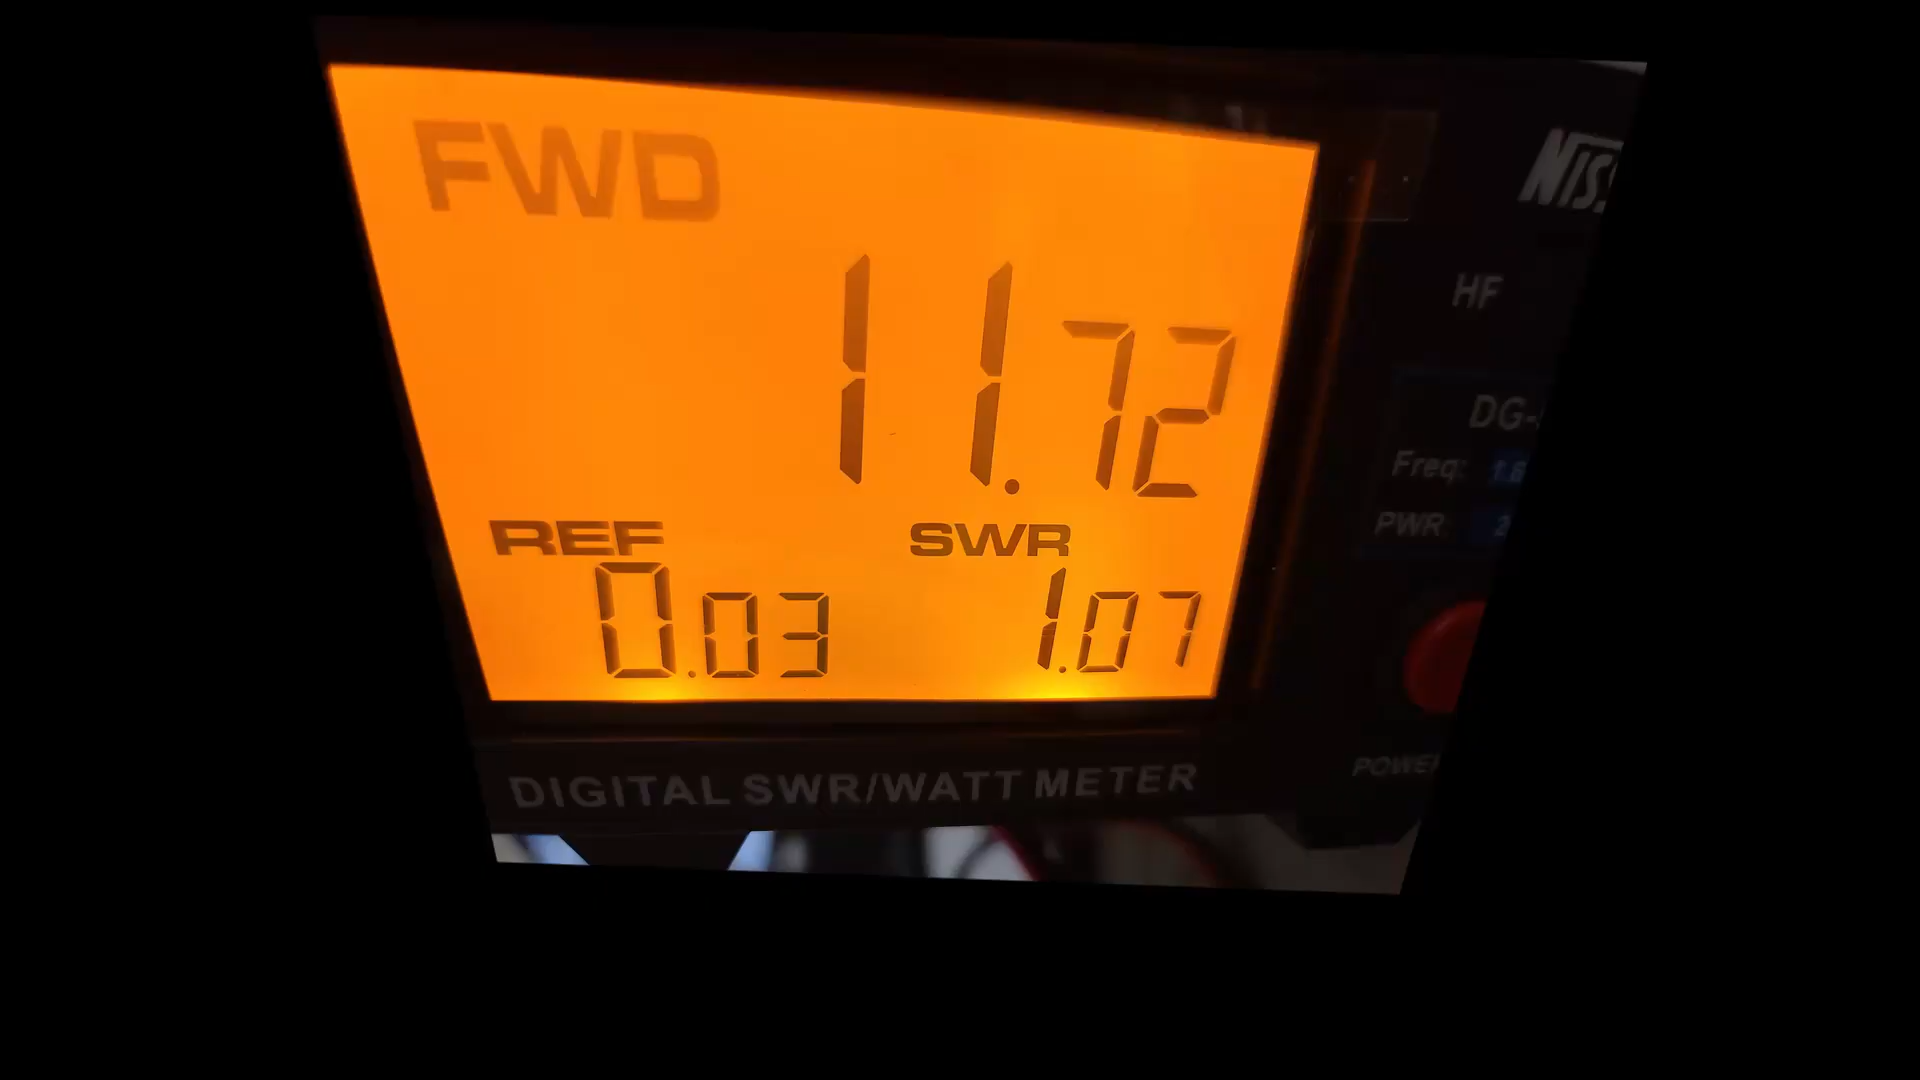 FWD
11.72
REF SWR
0.03 1.07
HF
Freq:
PWR:
DIGITAL SWR/WATT METER